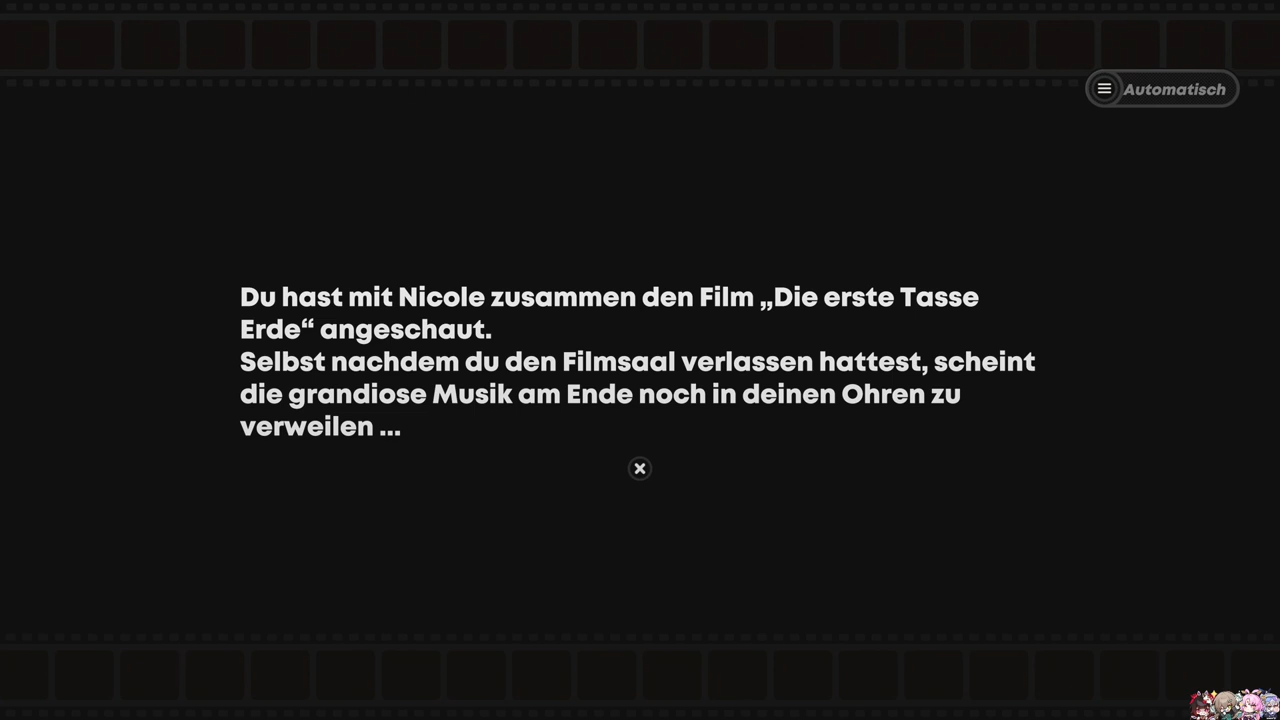 Automatisch
Du hast mit Nicole zusammen den Film „Die erste Tasse
Erde“ angeschaut.
Selbst nachdem du den Filmsaal verlassen hattest, scheint
die grandiose Musik am Ende noch in deinen Ohren zu
verweilen ...